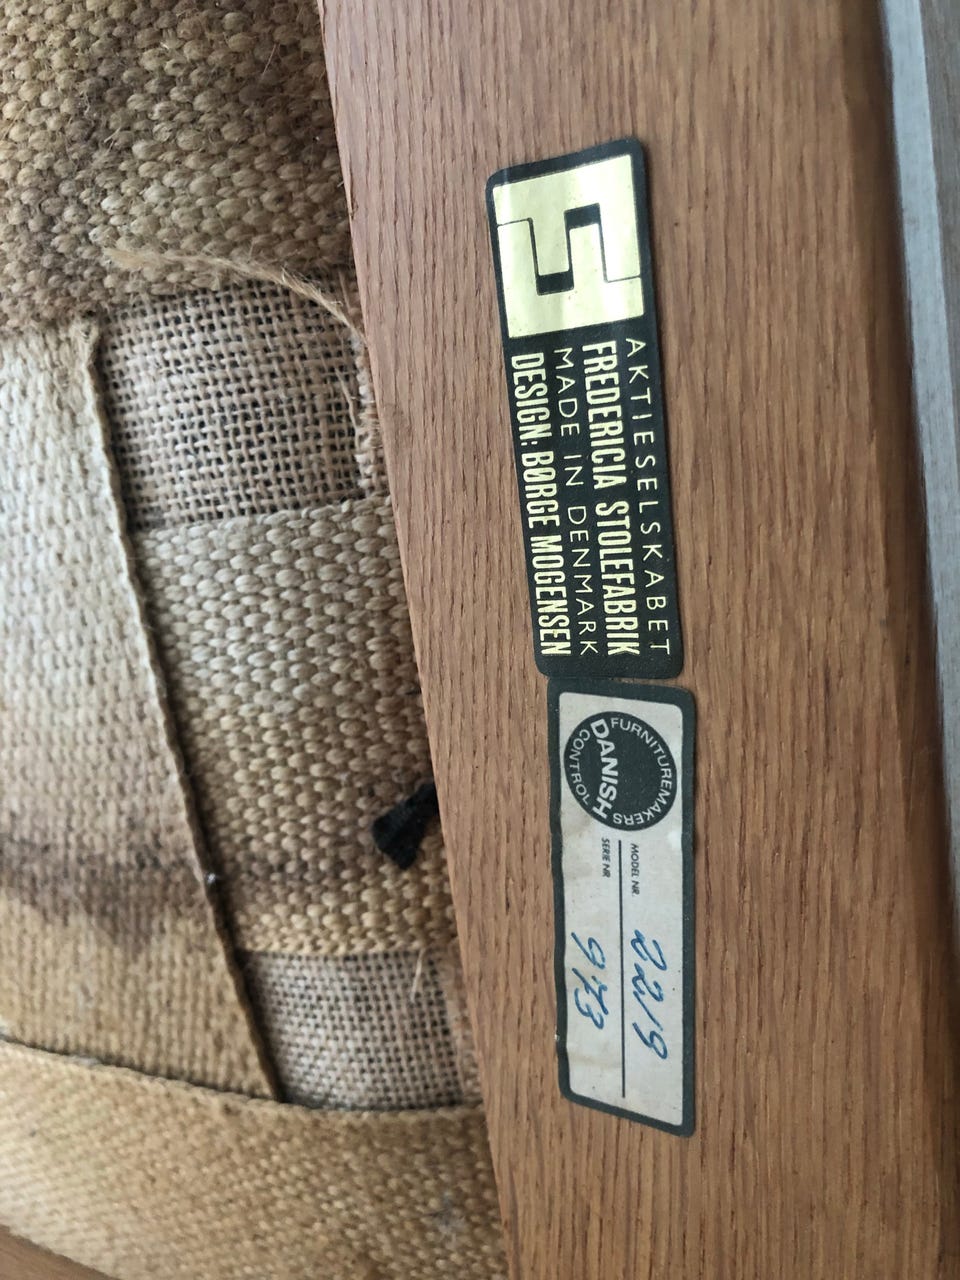 AKTIESELSKABET
FREDERICIA STOLEFABRIK
MADE IN DENMARK
DESIGN: BØRGE MOGENSEN
FURNITUREMAKERS
DANISH
CONTROL
MODEL NR. 2219
SERIE NR 973